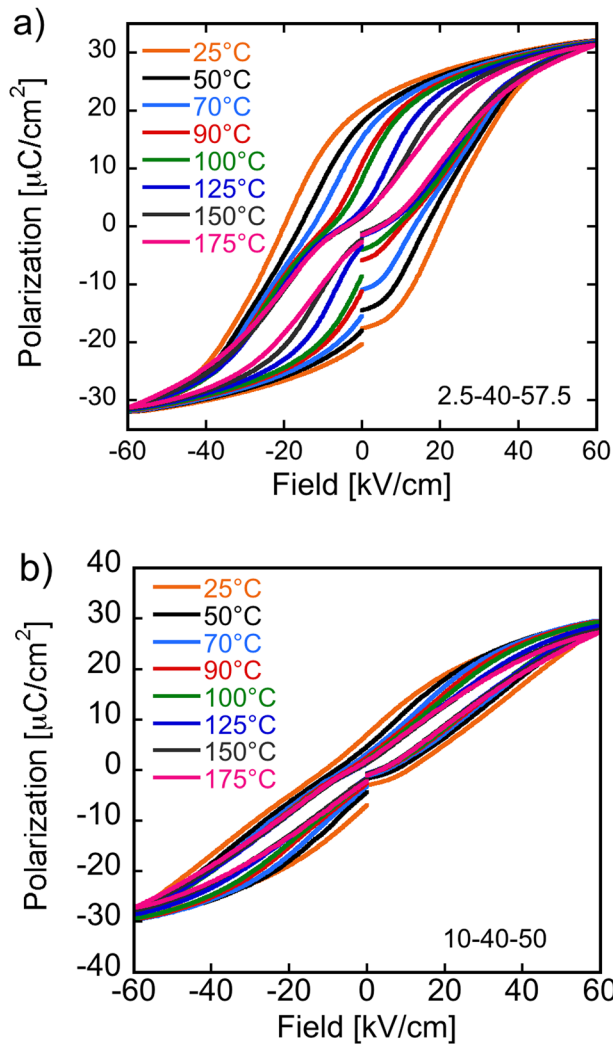 a)
Polarization [μC/cm²]
30
20
10
0
-10
-20
-30
25°C
50°C
70°C
90°C
100°C
125°C
150°C
175°C
2.5-40-57.5
-60 -40 -20 0 20 40 60
Field [kV/cm]
b)
Polarization [μC/cm²]
40
30
20
10
0
-10
-20
-30
-40
25°C
50°C
70°C
90°C
100°C
125°C
150°C
175°C
10-40-50
-60 -40 -20 0 20 40 60
Field [kV/cm]